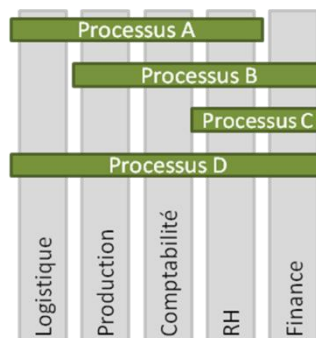 Processus A
Processus B
Processus C
Processus D
Logistique
Production
Comptabilité
RH
Finance